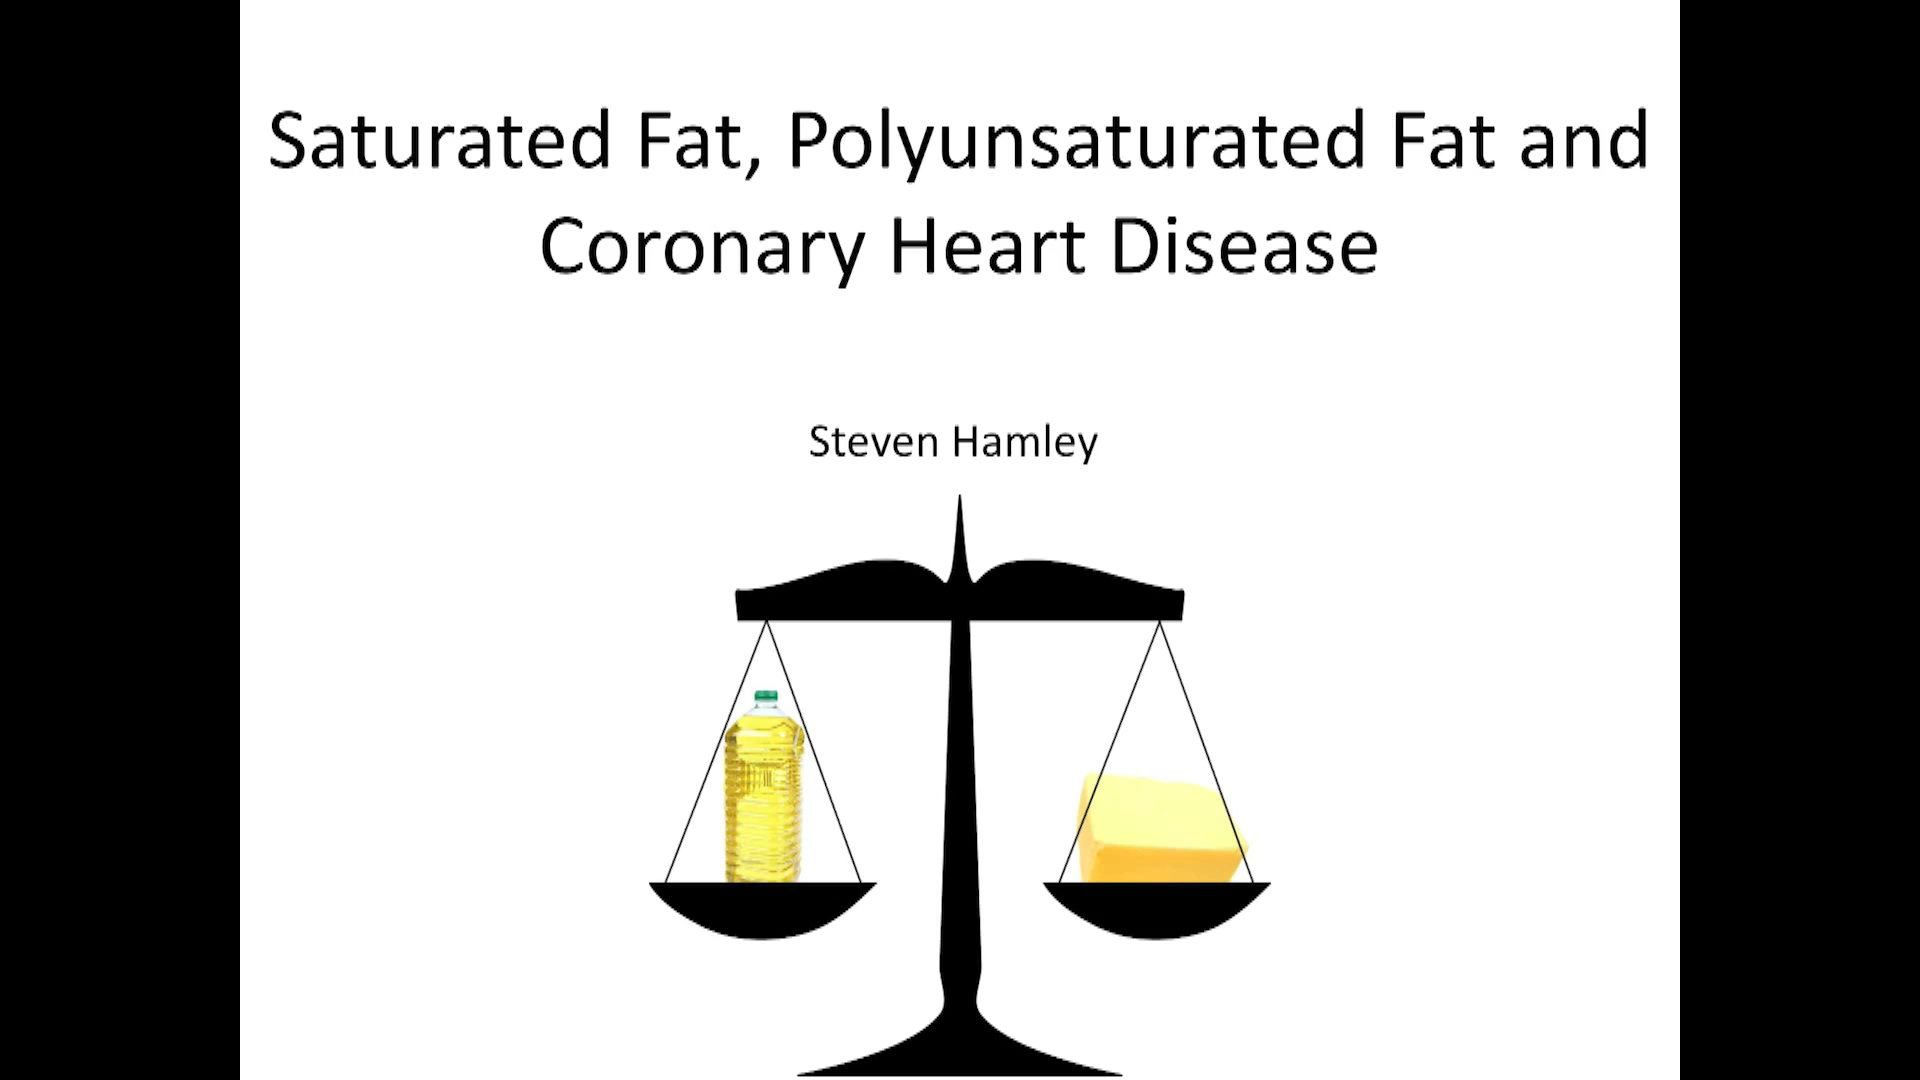 Saturated Fat, Polyunsaturated Fat and
Coronary Heart Disease
Steven Hamley